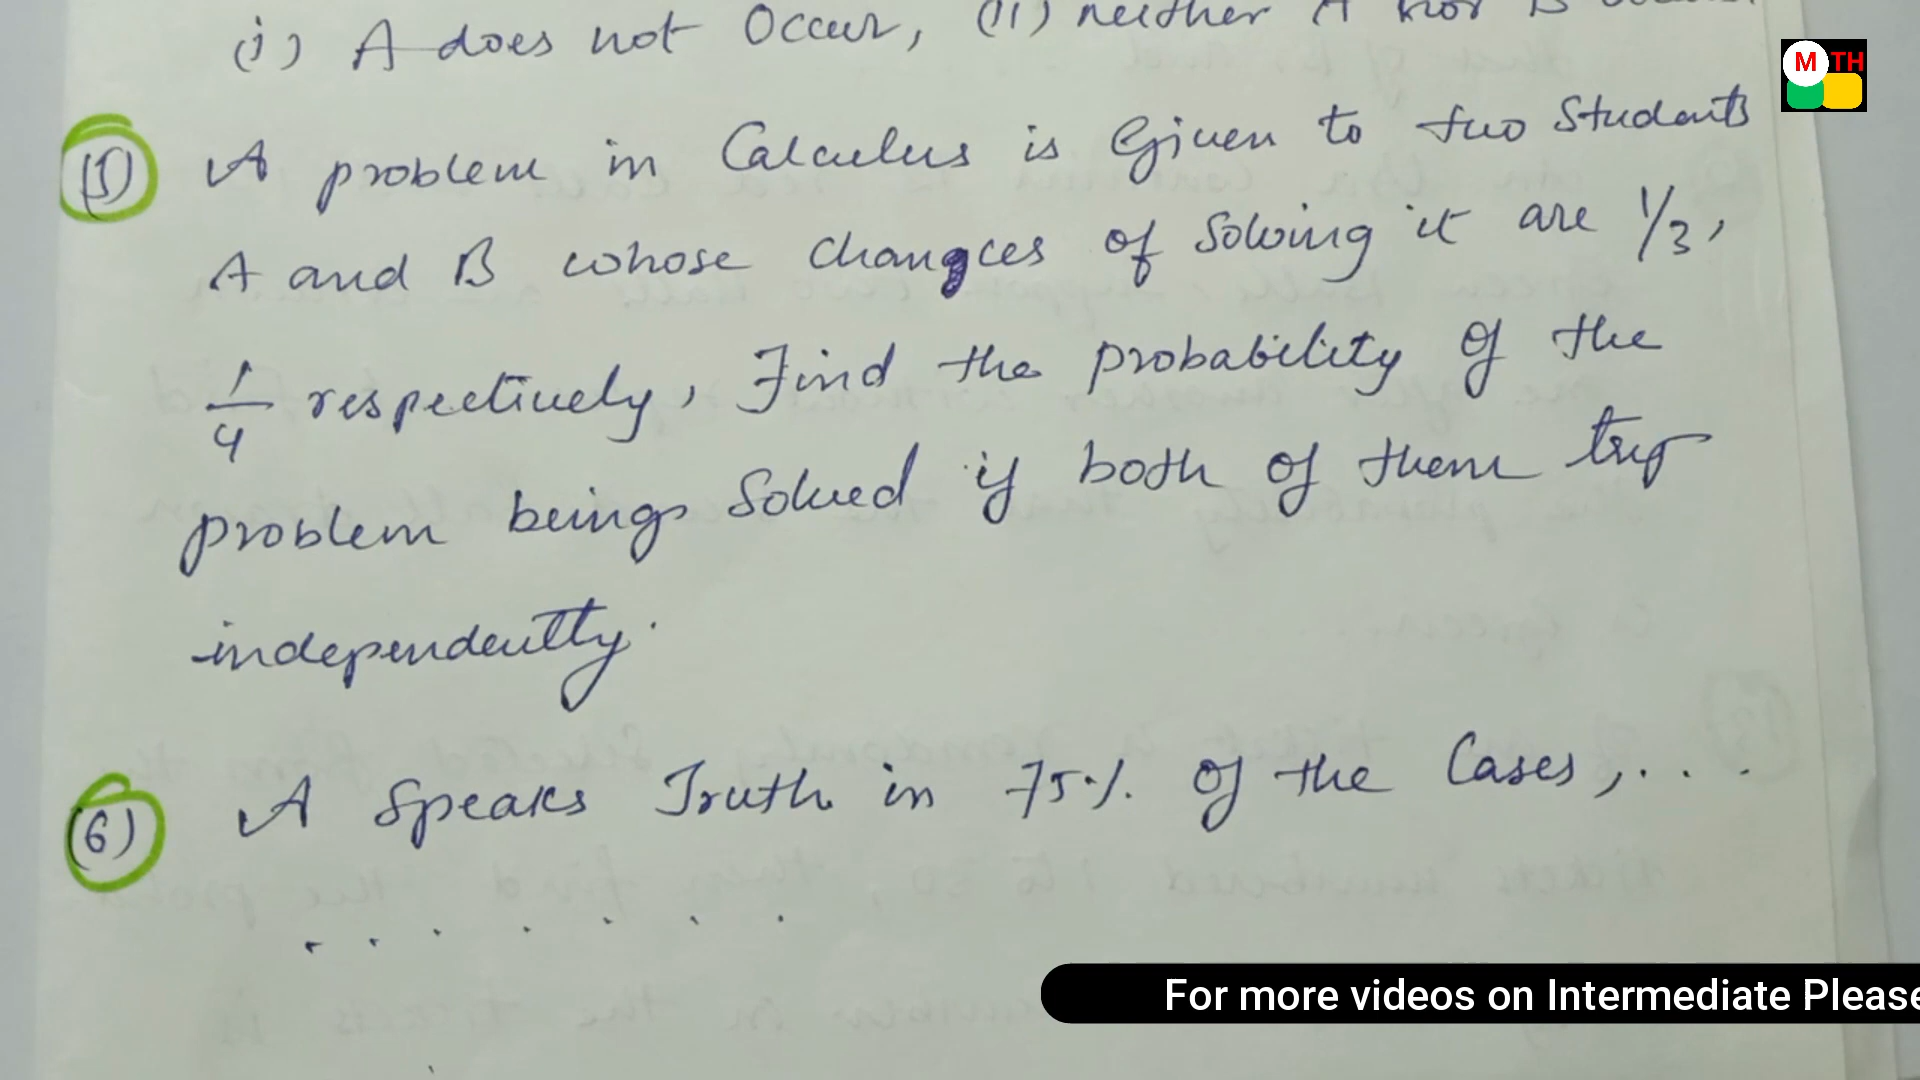 (i) A does not Occur, (ii) neither A nor B
M TH
(5) A problem in Calculus is Given to two Students
A and B whose changces of Solving it are 1/3,
1/4 respectively, Find the probability of the
problem being Solved if both of them try
independently.
(6) A Speaks Truth in 75%. of the Cases, . . .
. . . . . . .
For more videos on Intermediate Please